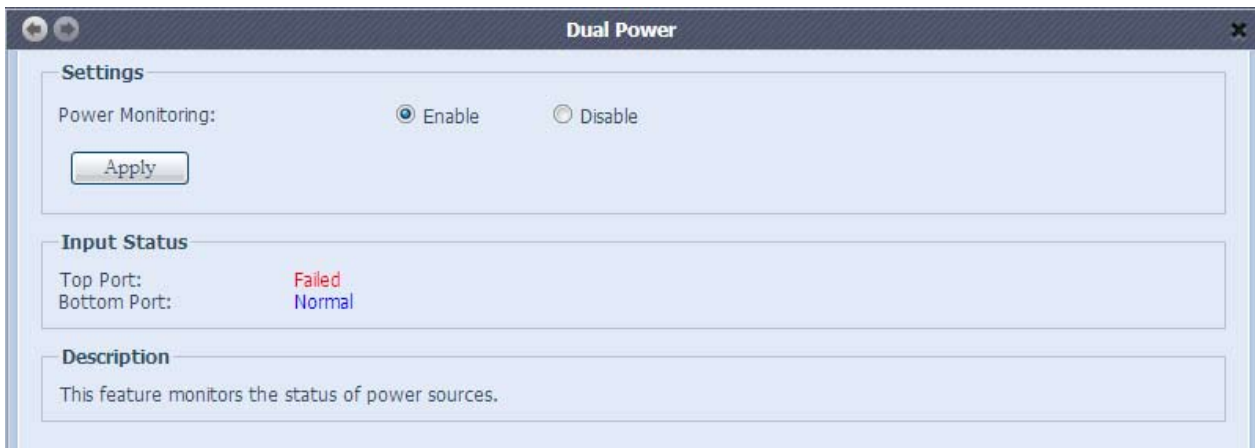 Dual Power
Settings
Power Monitoring: Enable Disable
Apply
Input Status
Top Port: Failed
Bottom Port: Normal
Description
This feature monitors the status of power sources.